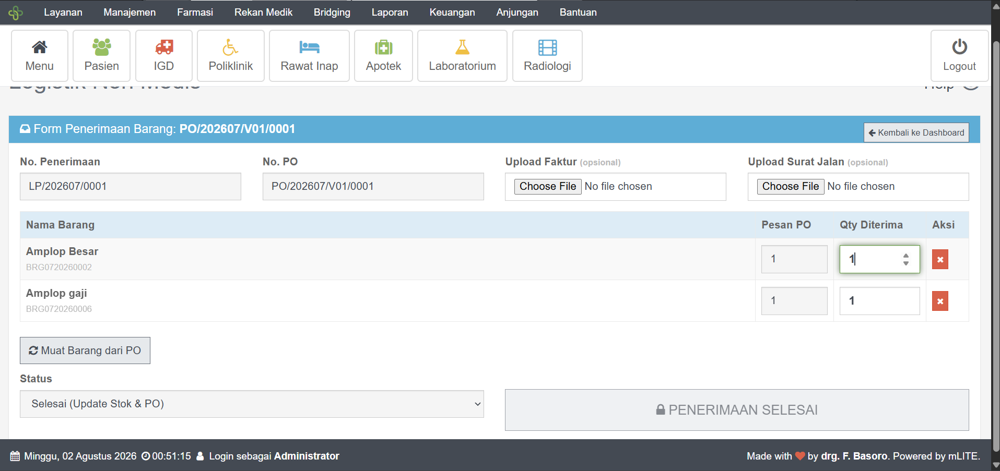 Layanan Manajemen Farmasi Rekan Medik Bridging Laporan Keuangan Anjungan Bantuan
Menu Pasien IGD Poliklinik Rawat Inap Apotek Laboratorium Radiologi Logout
Logistik Non Medis Help
Form Penerimaan Barang: PO/202607/V01/0001 Kembali ke Dashboard
No. Penerimaan No. PO Upload Faktur (opsional) Upload Surat Jalan (opsional)
LP/202607/0001 PO/202607/V01/0001 Choose File No file chosen Choose File No file chosen
Nama Barang Pesan PO Qty Diterima Aksi
Amplop Besar
BRG0720260002
1 1
Amplop gaji
BRG0720260006
1 1
Muat Barang dari PO
Status
Selesai (Update Stok & PO)
PENERIMAAN SELESAI
Minggu, 02 Agustus 2026 00:51:15 Login sebagai Administrator
Made with by drg. F. Basoro. Powered by mLITE.